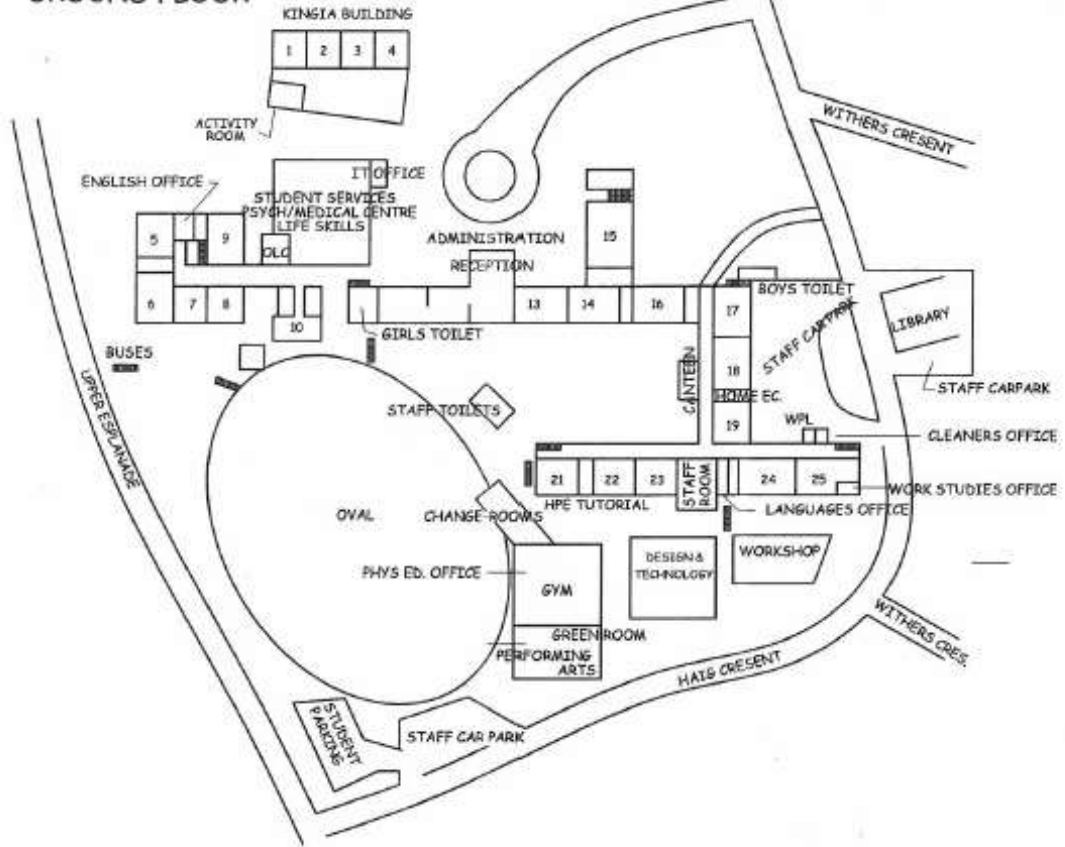 GROUND FLOOR
KINGIA BUILDING
1 2 3 4
ACTIVITY
ROOM
WITHERS CRESENT
ENGLISH OFFICE
IT OFFICE
STUDENT SERVICES
PSYCH/MEDICAL CENTRE
LIFE SKILLS
5
9
OLC
ADMINISTRATION
RECEPTION
15
6
7
8
10
13
14
16
17
BOYS TOILET
GIRLS TOILET
STAFF CARPARK
LIBRARY
BUSES
UPPER ESPLANADE
CANTEEN
18
HOME EC.
STAFF CARPARK
STAFF TOILETS
19
WPL
CLEANERS OFFICE
21
22
23
STAFF
ROOM
24
25
WORK STUDIES OFFICE
HPE TUTORIAL
LANGUAGES OFFICE
OVAL
CHANGE ROOMS
DESIGN &
TECHNOLOGY
WORKSHOP
PHYS ED. OFFICE
GYM
GREEN ROOM
PERFORMING
ARTS
WITHERS CRES.
HAIG CRESENT
STUDENT
PARKING
STAFF CAR PARK